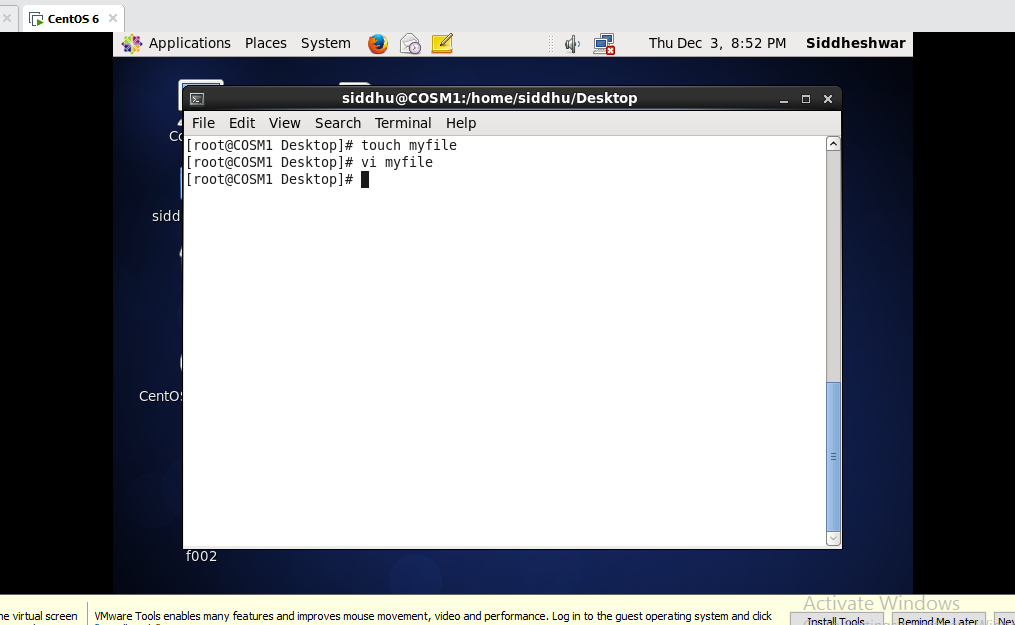 CentOS 6
Applications Places System Thu Dec 3, 8:52 PM Siddheshwar
siddhu@COSM1:/home/siddhu/Desktop
File Edit View Search Terminal Help
[root@COSM1 Desktop]# touch myfile
[root@COSM1 Desktop]# vi myfile
[root@COSM1 Desktop]#
sidd
CentOS
f002
Activate Windows
virtual screen VMware Tools enables many features and improves mouse movement, video and performance. Log in to the guest operating system and click Install Tools Remind Me Later